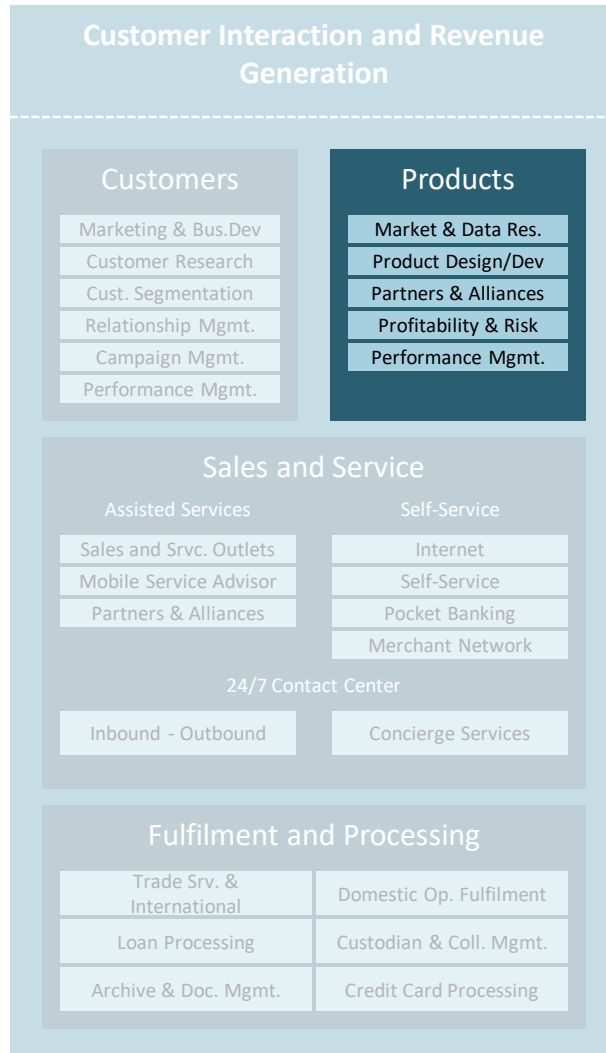 Customer Interaction and Revenue
Generation
Customers
Marketing & Bus.Dev
Customer Research
Cust. Segmentation
Relationship Mgmt.
Campaign Mgmt.
Performance Mgmt.
Products
Market & Data Res.
Product Design/Dev
Partners & Alliances
Profitability & Risk
Performance Mgmt.
Sales and Service
Assisted Services
Sales and Srvc. Outlets
Mobile Service Advisor
Partners & Alliances
Self-Service
Internet
Self-Service
Pocket Banking
Merchant Network
24/7 Contact Center
Inbound - Outbound
Concierge Services
Fulfilment and Processing
Trade Srv. &
International
Domestic Op. Fulfilment
Loan Processing
Custodian & Coll. Mgmt.
Archive & Doc. Mgmt.
Credit Card Processing